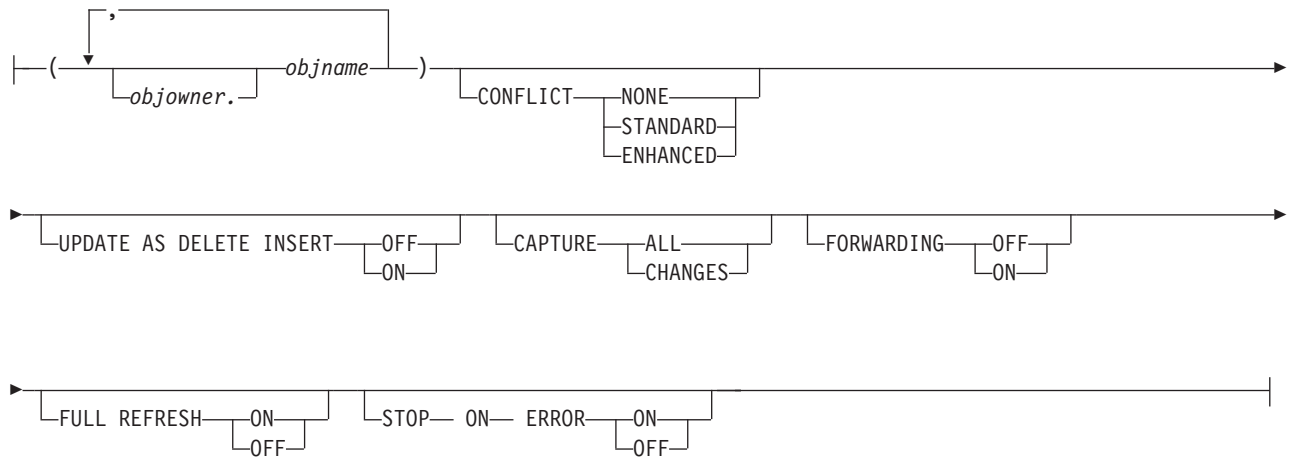 ,
( objname ) 
objowner.
CONFLICT NONE
STANDARD
ENHANCED
UPDATE AS DELETE INSERT OFF
ON
CAPTURE ALL
CHANGES
FORWARDING OFF
ON
FULL REFRESH ON
OFF
STOP ON ERROR ON
OFF